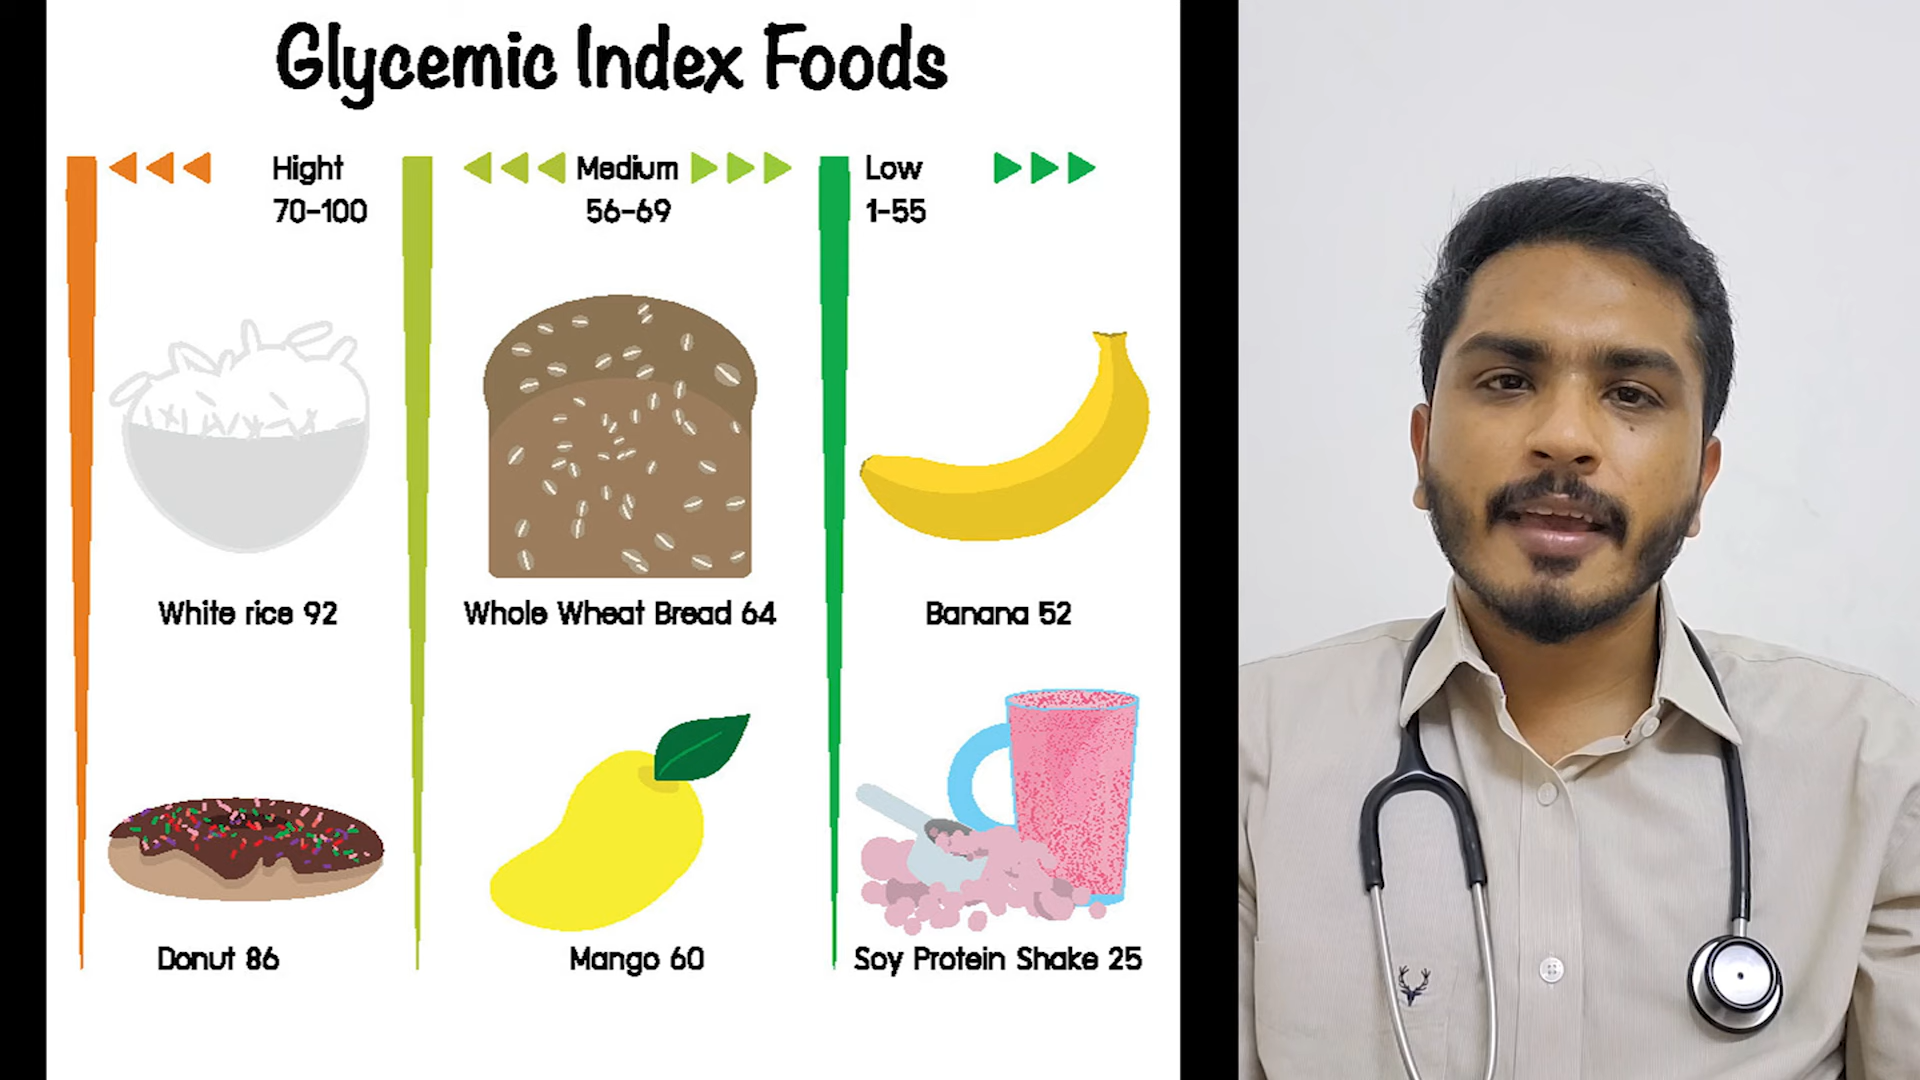 Glycemic Index Foods
Hight
70-100
Medium
56-69
Low
1-55
White rice 92
Whole Wheat Bread 64
Banana 52
Donut 86
Mango 60
Soy Protein Shake 25